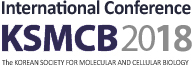 International Conference
KSMCB 2018
The KOREAN SOCIETY FOR MOLECULAR AND CELLULAR BIOLOGY